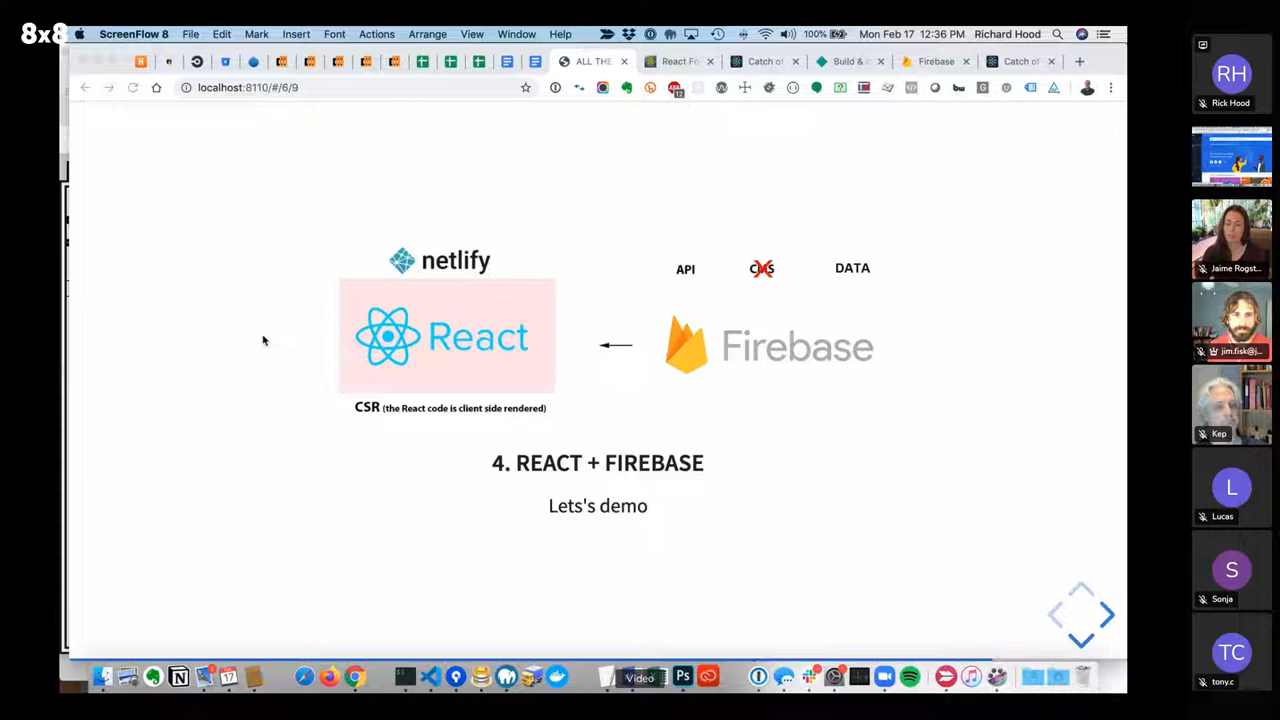 8x8
ScreenFlow 8 File Edit Mark Insert Font Actions Arrange View Window Help 100% Mon Feb 17 12:36 PM Richard Hood
ALL THE React Fo Catch of Build & c Firebase Catch of
localhost:8110/#/6/9
netlify
React
CSR (the React code is client side rendered)
API CMS DATA
Firebase
4. REACT + FIREBASE
Lets's demo
Video
RH
Rick Hood
Jaime Rogst...
jim.fisk@j...
Kep
L
Lucas
S
Sonja
TC
tony.c